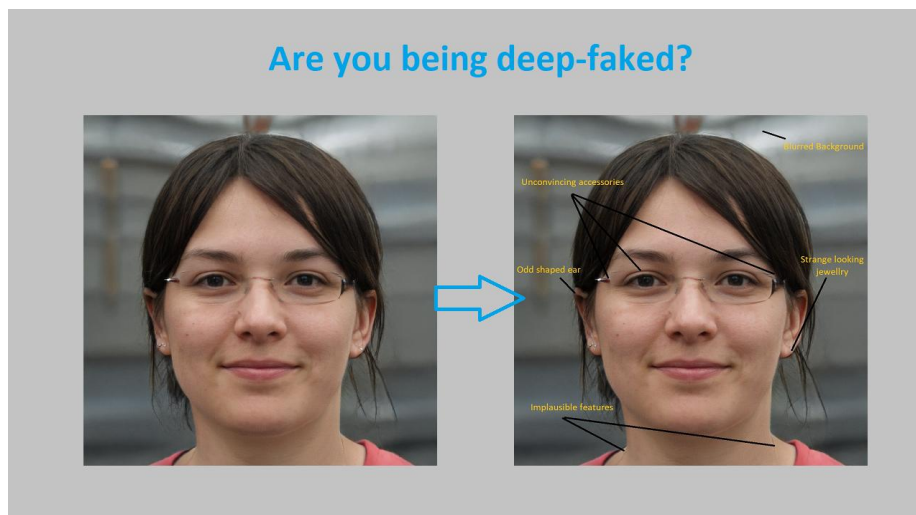 Are you being deep-faked?
Blurred Background
Unconvincing accessories
Odd shaped ear
Strange looking
jewellry
Implausible features